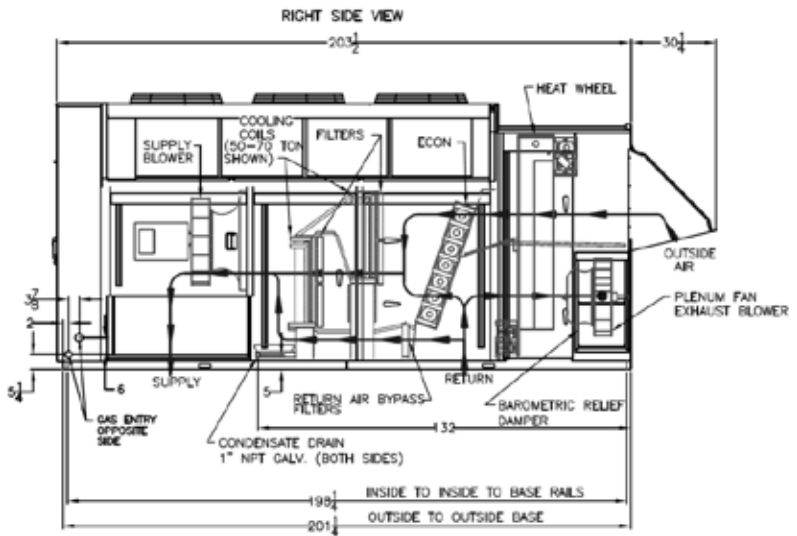 RIGHT SIDE VIEW
203 1/2
30 1/4
HEAT WHEEL
COOLING
COILS
(50-70 TON
SHOWN)
FILTERS
SUPPLY
BLOWER
ECON
OUTSIDE
AIR
PLENUM FAN
EXHAUST BLOWER
3 7/8
2
5 1/4
6
SUPPLY
5
RETURN AIR BYPASS
FILTERS
RETURN
BAROMETRIC RELIEF
DAMPER
GAS ENTRY
OPPOSITE
SIDE
132
CONDENSATE DRAIN
1" NPT GALV. (BOTH SIDES)
INSIDE TO INSIDE TO BASE RAILS
OUTSIDE TO OUTSIDE BASE
201 1/4